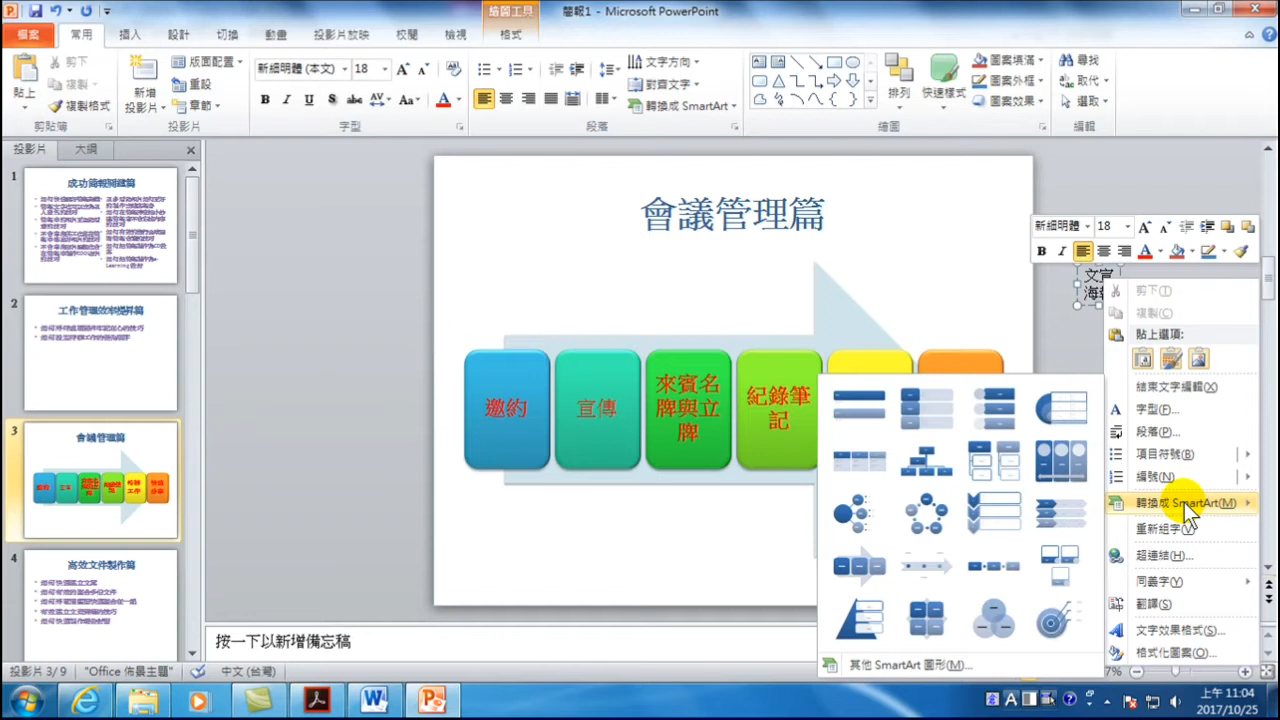 繪圖工具
簡報1 - Microsoft PowerPoint
檔案 常用 插入 設計 切換 動畫 投影片放映 校閱 檢視 格式
貼上
剪下
複製
複製格式
剪貼簿
新增
投影片
版面配置
重設
章節
投影片
新細明體 (本文) 18
字型
文字方向
對齊文字
轉換成 SmartArt
段落
排列
快速樣式
圖案填滿
圖案外框
圖案效果
繪圖
尋找
取代
選取
編輯
投影片 大綱
1
成功簡報關鍵篇
2
工作管理效率提昇篇
3
會議管理篇
4
高效文件製作篇
會議管理篇
邀約
宣傳
來賓名
牌與立
牌
紀錄筆
記
新細明體 18
文宣
剪下(T)
複製(C)
貼上選項:
結束文字編輯(X)
字型(F)...
段落(P)...
項目符號(B)
編號(N)
轉換成 SmartArt(M)
重新組字(V)
超連結(H)...
同義字(Y)
翻譯(S)
文字效果格式(S)...
格式化圖案(O)...
其他 SmartArt 圖形(M)...
按一下以新增備忘稿
投影片 3/9 "Office 佈景主題" 中文 (台灣)
7%
上午 11:04
2017/10/25